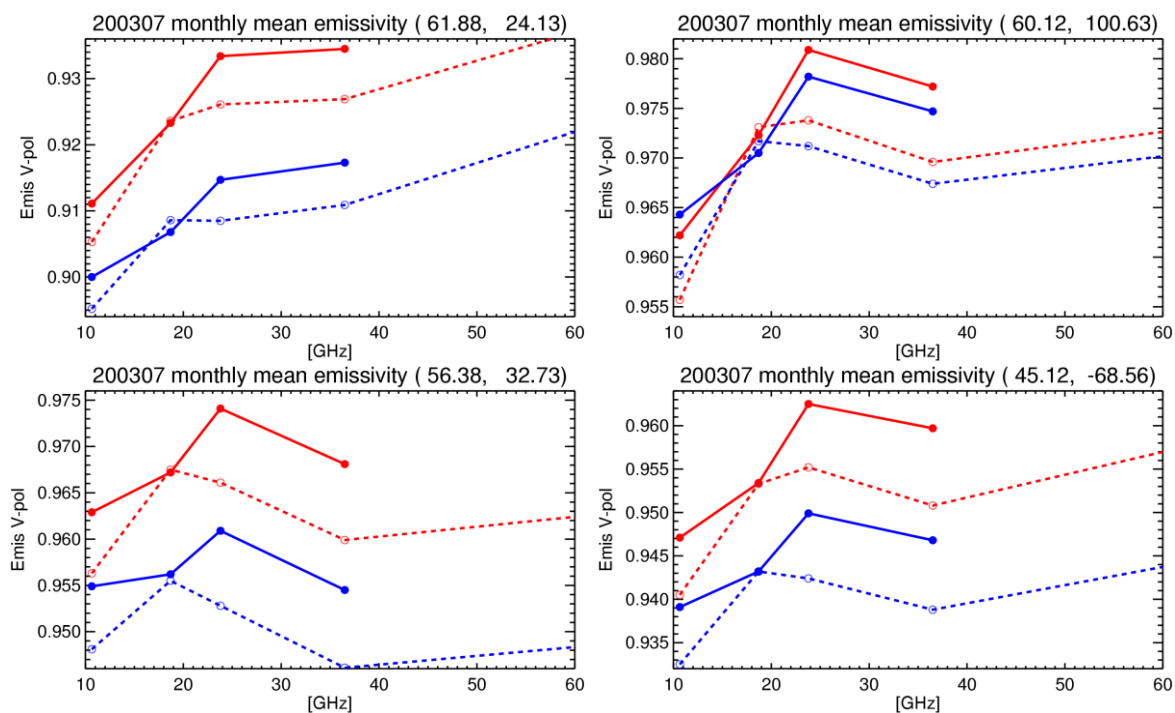 200307 monthly mean emissivity ( 61.88, 24.13)
Emis V-pol
0.93
0.92
0.91
0.90
10 20 30 40 50 60
[GHz]
200307 monthly mean emissivity ( 60.12, 100.63)
Emis V-pol
0.980
0.975
0.970
0.965
0.960
0.955
10 20 30 40 50 60
[GHz]
200307 monthly mean emissivity ( 56.38, 32.73)
Emis V-pol
0.975
0.970
0.965
0.960
0.955
0.950
10 20 30 40 50 60
[GHz]
200307 monthly mean emissivity ( 45.12, -68.56)
Emis V-pol
0.960
0.955
0.950
0.945
0.940
0.935
10 20 30 40 50 60
[GHz]